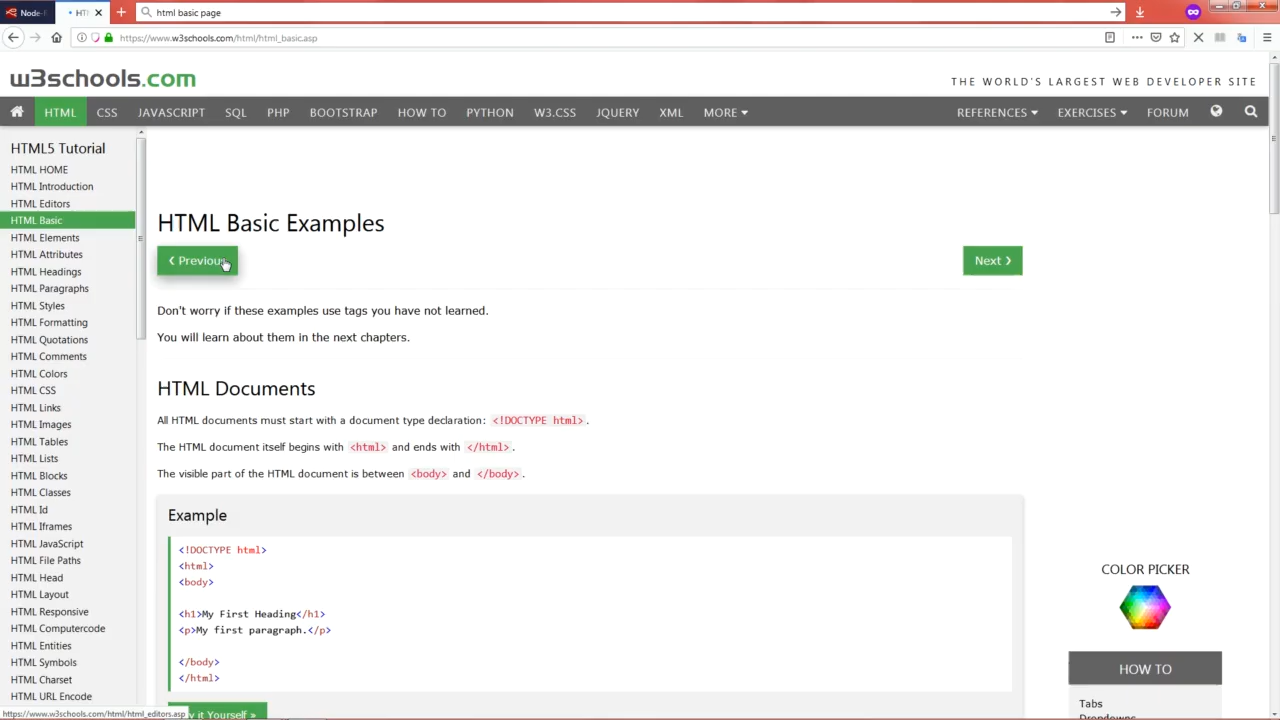 Node-R
HTM
html basic page
https://www.w3schools.com/html/html_basic.asp
w3schools.com
THE WORLD'S LARGEST WEB DEVELOPER SITE
HTML CSS JAVASCRIPT SQL PHP BOOTSTRAP HOW TO PYTHON W3.CSS JQUERY XML MORE REFERENCES EXERCISES FORUM
HTML5 Tutorial
HTML HOME
HTML Introduction
HTML Editors
HTML Basic
HTML Elements
HTML Attributes
HTML Headings
HTML Paragraphs
HTML Styles
HTML Formatting
HTML Quotations
HTML Comments
HTML Colors
HTML CSS
HTML Links
HTML Images
HTML Tables
HTML Lists
HTML Blocks
HTML Classes
HTML Id
HTML Iframes
HTML JavaScript
HTML File Paths
HTML Head
HTML Layout
HTML Responsive
HTML Computercode
HTML Entities
HTML Symbols
HTML Charset
HTML URL Encode
https://www.w3schools.com/html/html_editors.asp
HTML Basic Examples
❮ Previous
Next ❯
Don't worry if these examples use tags you have not learned.
You will learn about them in the next chapters.
HTML Documents
All HTML documents must start with a document type declaration: <!DOCTYPE html>.
The HTML document itself begins with <html> and ends with </html>.
The visible part of the HTML document is between <body> and </body>.
Example
<!DOCTYPE html>
<html>
<body>
<h1>My First Heading</h1>
<p>My first paragraph.</p>
</body>
</html>
it Yourself »
COLOR PICKER
HOW TO
Tabs
Dropdowns